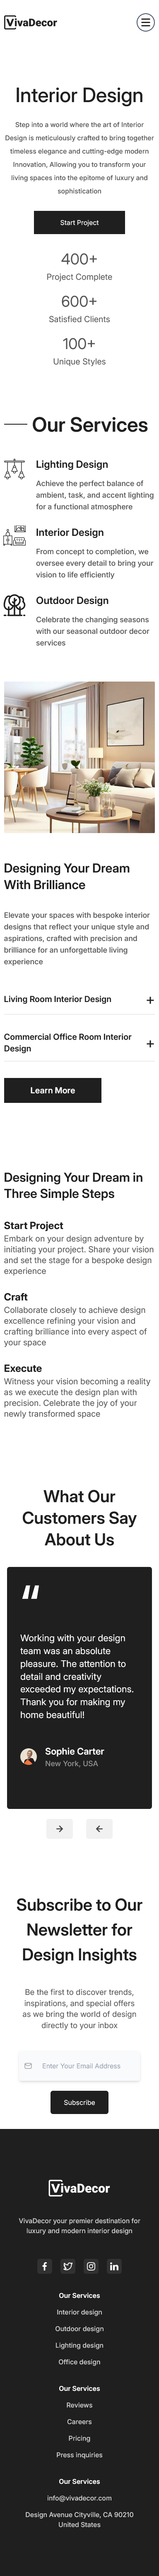 VivaDecor
Interior Design
Step into a world where the art of Interior
Design is meticulously crafted to bring together
timeless elegance and cutting-edge modern
Innovation, Allowing you to transform your
living spaces into the epitome of luxury and
sophistication
Start Project
400+
Project Complete
600+
Satisfied Clients
100+
Unique Styles
Our Services
Lighting Design
Achieve the perfect balance of
ambient, task, and accent lighting
for a functional atmosphere
Interior Design
From concept to completion, we
oversee every detail to bring your
vision to life efficiently
Outdoor Design
Celebrate the changing seasons
with our seasonal outdoor decor
services
Designing Your Dream
With Brilliance
Elevate your spaces with bespoke interior
designs that reflect your unique style and
aspirations, crafted with precision and
brilliance for an unforgettable living
experience
Living Room Interior Design
+
Commercial Office Room Interior
Design
+
Learn More
Designing Your Dream in
Three Simple Steps
Start Project
Embark on your design adventure by
initiating your project. Share your vision
and set the stage for a bespoke design
experience
Craft
Collaborate closely to achieve design
excellence refining your vision and
crafting brilliance into every aspect of
your space
Execute
Witness your vision becoming a reality
as we execute the design plan with
precision. Celebrate the joy of your
newly transformed space
What Our
Customers Say
About Us
"
Working with your design
team was an absolute
pleasure. The attention to
detail and creativity
exceeded my expectations.
Thank you for making my
home beautiful!
Sophie Carter
New York, USA
Subscribe to Our
Newsletter for
Design Insights
Be the first to discover trends,
inspirations, and special offers
as we bring the world of design
directly to your inbox
Enter Your Email Address
Subscribe
VivaDecor
VivaDecor your premier destination for
luxury and modern interior design
Our Services
Interior design
Outdoor design
Lighting design
Office design
Our Services
Reviews
Careers
Pricing
Press inquiries
Our Services
info@vivadecor.com
Design Avenue Cityville, CA 90210
United States